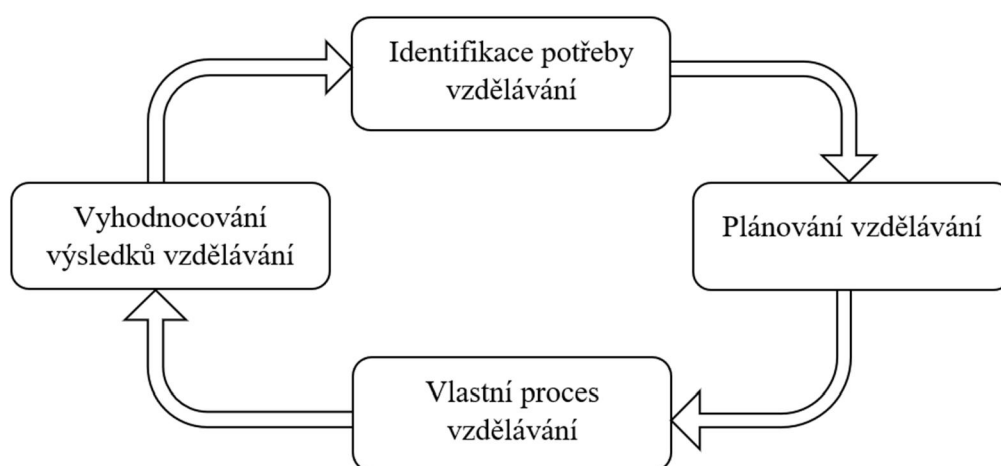 Identifikace potřeby
vzdělávání
Vyhodnocování
výsledků vzdělávání
Plánování vzdělávání
Vlastní proces
vzdělávání